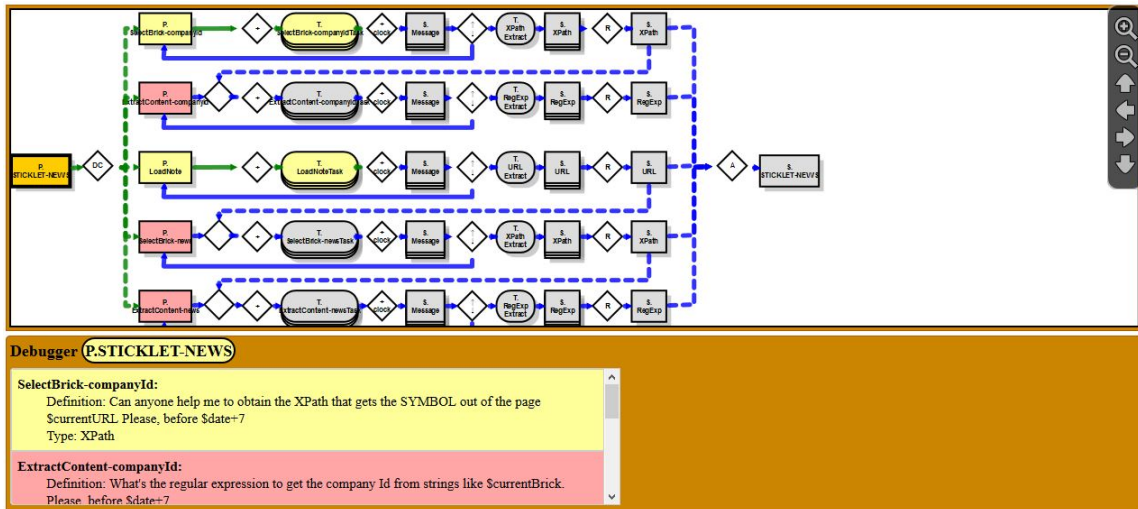 P. SelectBrick-companyId + T. SelectBrick-companyidTask + clock S. Message T. XPath Extract S. XPath R S. XPath
P. ExtractContent-companyId + T. ExtractContent-companyidTask + clock S. Message T. RegExp Extract S. RegExp R S. RegExp
P. STICKLET-NEWS DC P. LoadNote + T. LoadNoteTask + clock S. Message T. URL Extract S. URL R S. URL A S. STICKLET-NEWS
P. SelectBrick-news + T. SelectBrick-newsTask + clock S. Message T. XPath Extract S. XPath R S. XPath
P. ExtractContent-news + T. ExtractContent-newsTask + clock S. Message T. RegExp Extract S. RegExp R S. RegExp
Debugger P.STICKLET-NEWS
SelectBrick-companyId:
Definition: Can anyone help me to obtain the XPath that gets the SYMBOL out of the page
$currentURL Please, before $date+7
Type: XPath
ExtractContent-companyId:
Definition: What's the regular expression to get the company Id from strings like $currentBrick.
Please, before $date+7